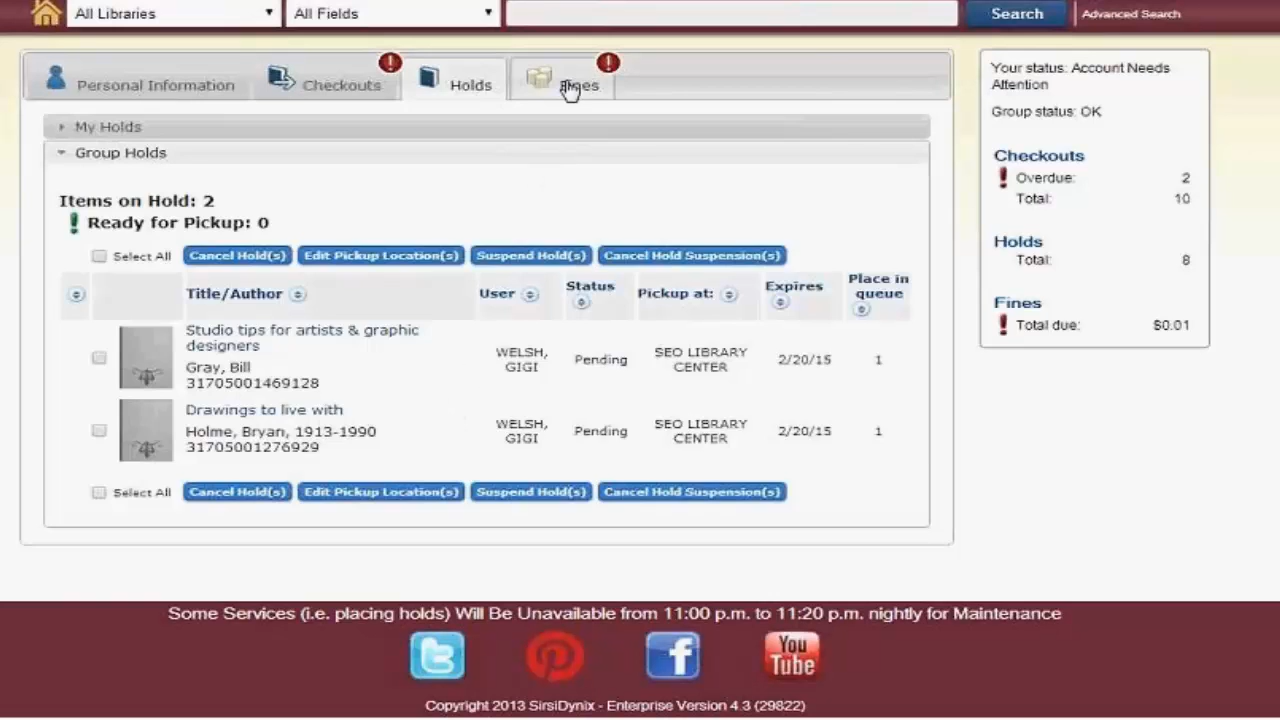 All Libraries
All Fields
Search
Advanced Search
Personal Information
Checkouts
Holds
Fines
My Holds
Group Holds
Items on Hold: 2
Ready for Pickup: 0
Select All
Cancel Hold(s)
Edit Pickup Location(s)
Suspend Hold(s)
Cancel Hold Suspension(s)
Title/Author
User
Status
Pickup at:
Expires
Place in
queue
Studio tips for artists & graphic
designers
Gray, Bill
31705001469128
WELSH,
GIGI
Pending
SEO LIBRARY
CENTER
2/20/15
1
Drawings to live with
Holme, Bryan, 1913-1990
31705001276929
WELSH,
GIGI
Pending
SEO LIBRARY
CENTER
2/20/15
1
Select All
Cancel Hold(s)
Edit Pickup Location(s)
Suspend Hold(s)
Cancel Hold Suspension(s)
Your status: Account Needs
Attention
Group status: OK
Checkouts
Overdue: 2
Total: 10
Holds
Total: 8
Fines
Total due: $0.01
Some Services (i.e. placing holds) Will Be Unavailable from 11:00 p.m. to 11:20 p.m. nightly for Maintenance
You
Tube
Copyright 2013 SirsiDynix - Enterprise Version 4.3 (29822)